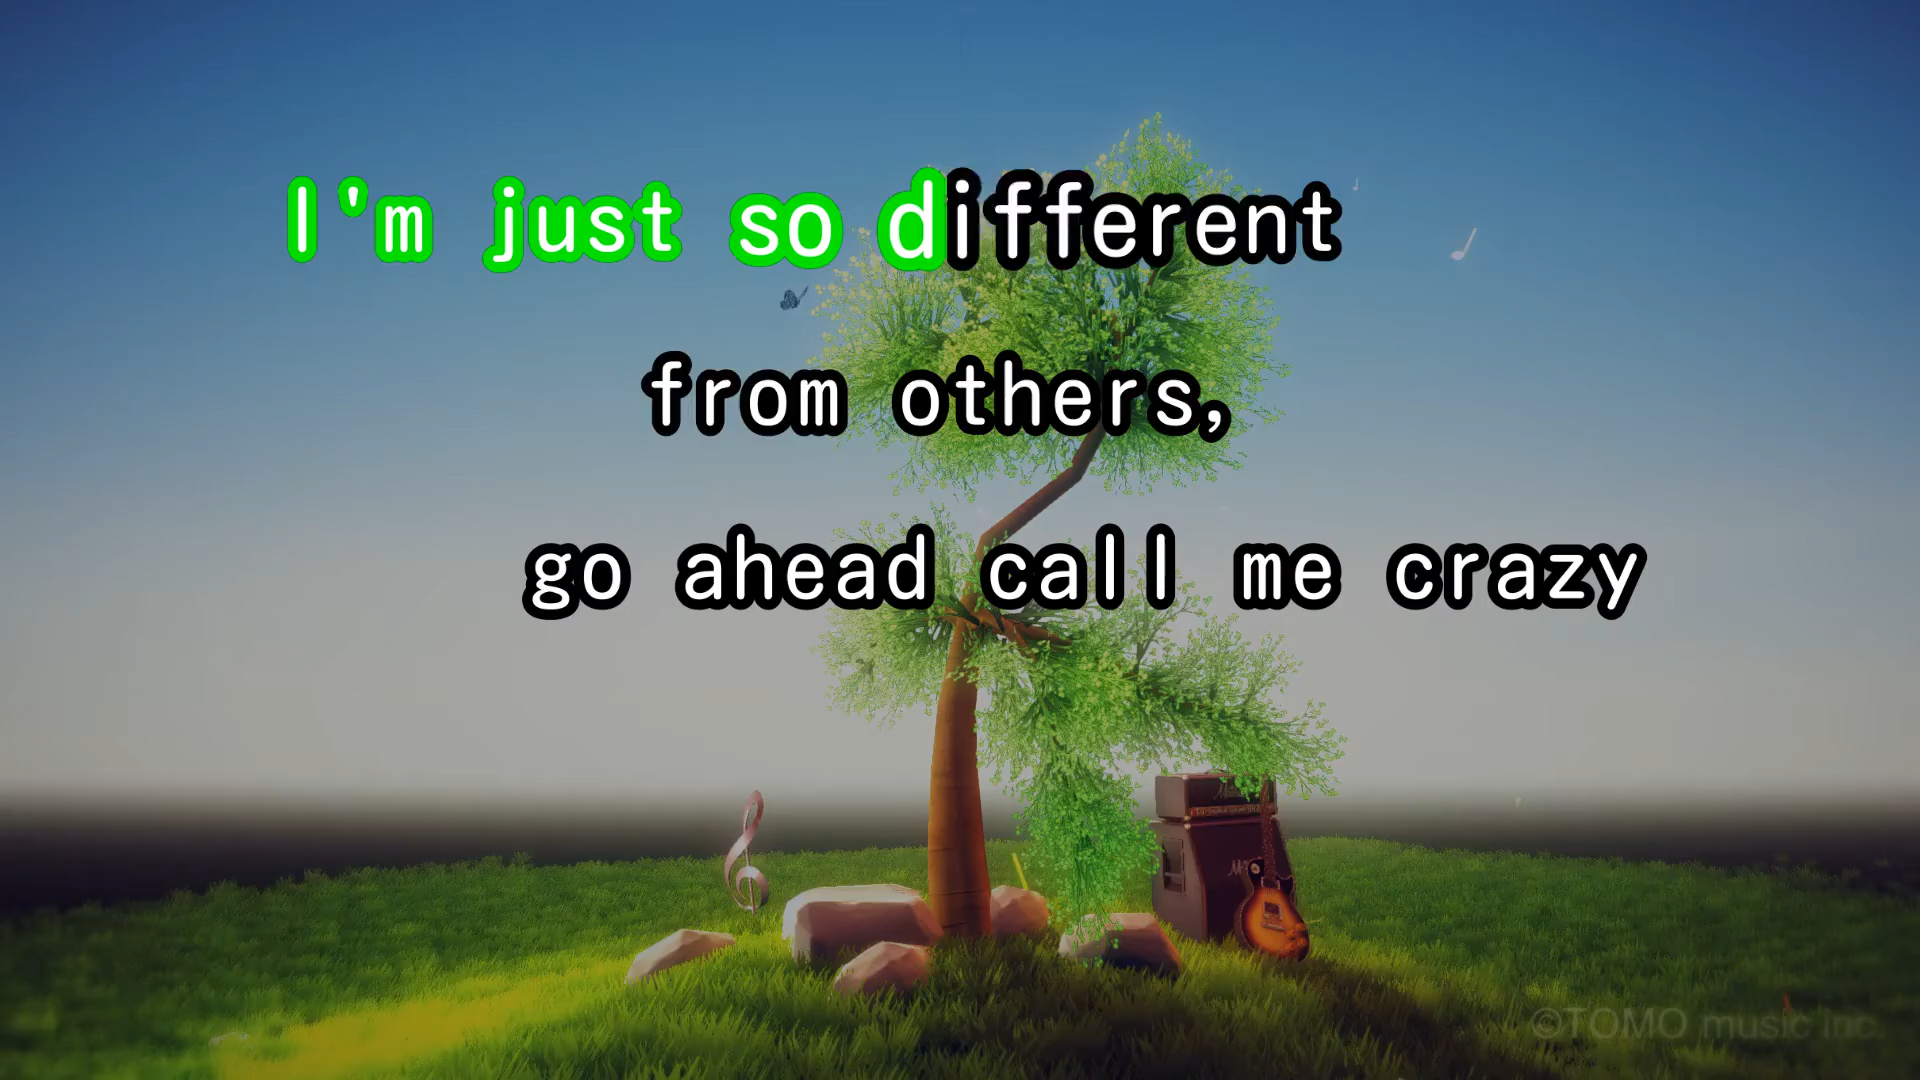 I'm just so different
from others,
go ahead call me crazy
©TOMO music inc